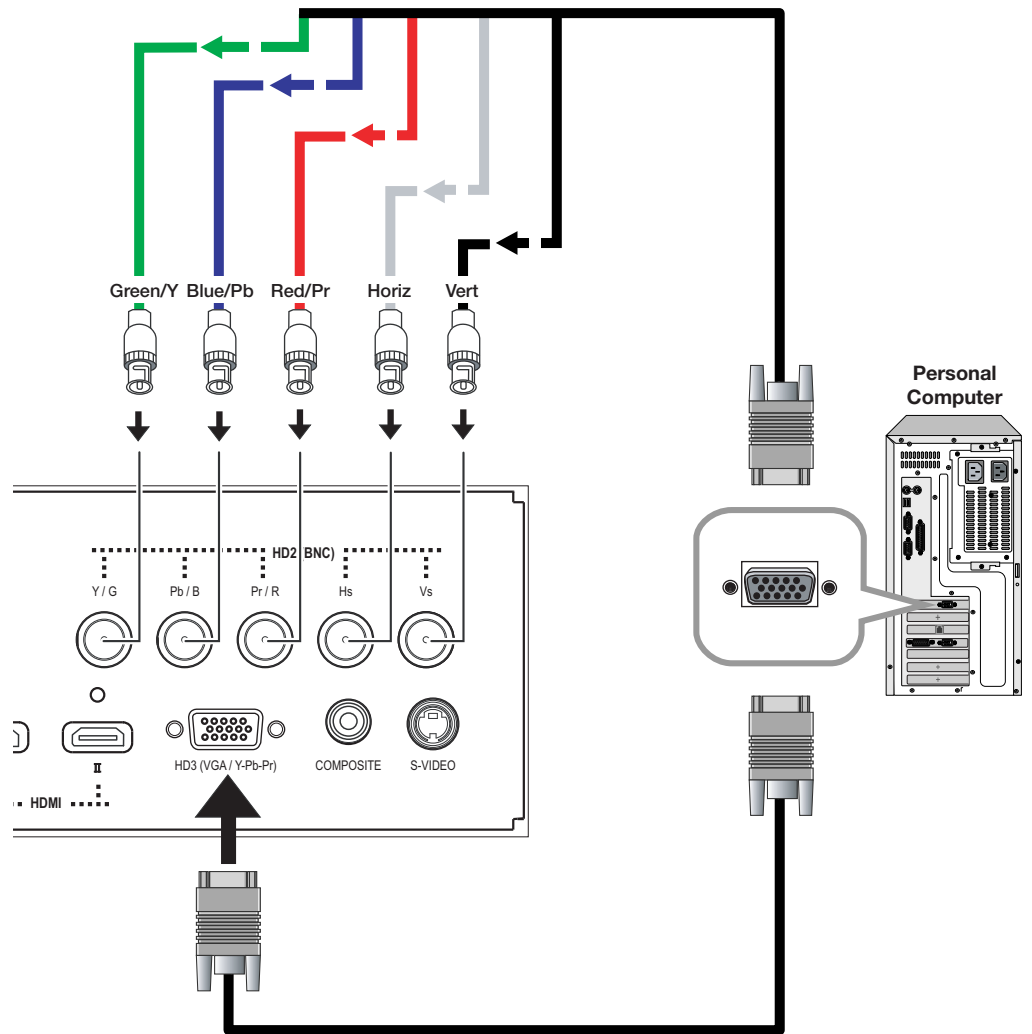 Green/Y Blue/Pb Red/Pr Horiz Vert
Personal
Computer
HD2 (BNC)
Y / G Pb / B Pr / R Hs Vs
II HD3 (VGA / Y-Pb-Pr) COMPOSITE S-VIDEO
HDMI